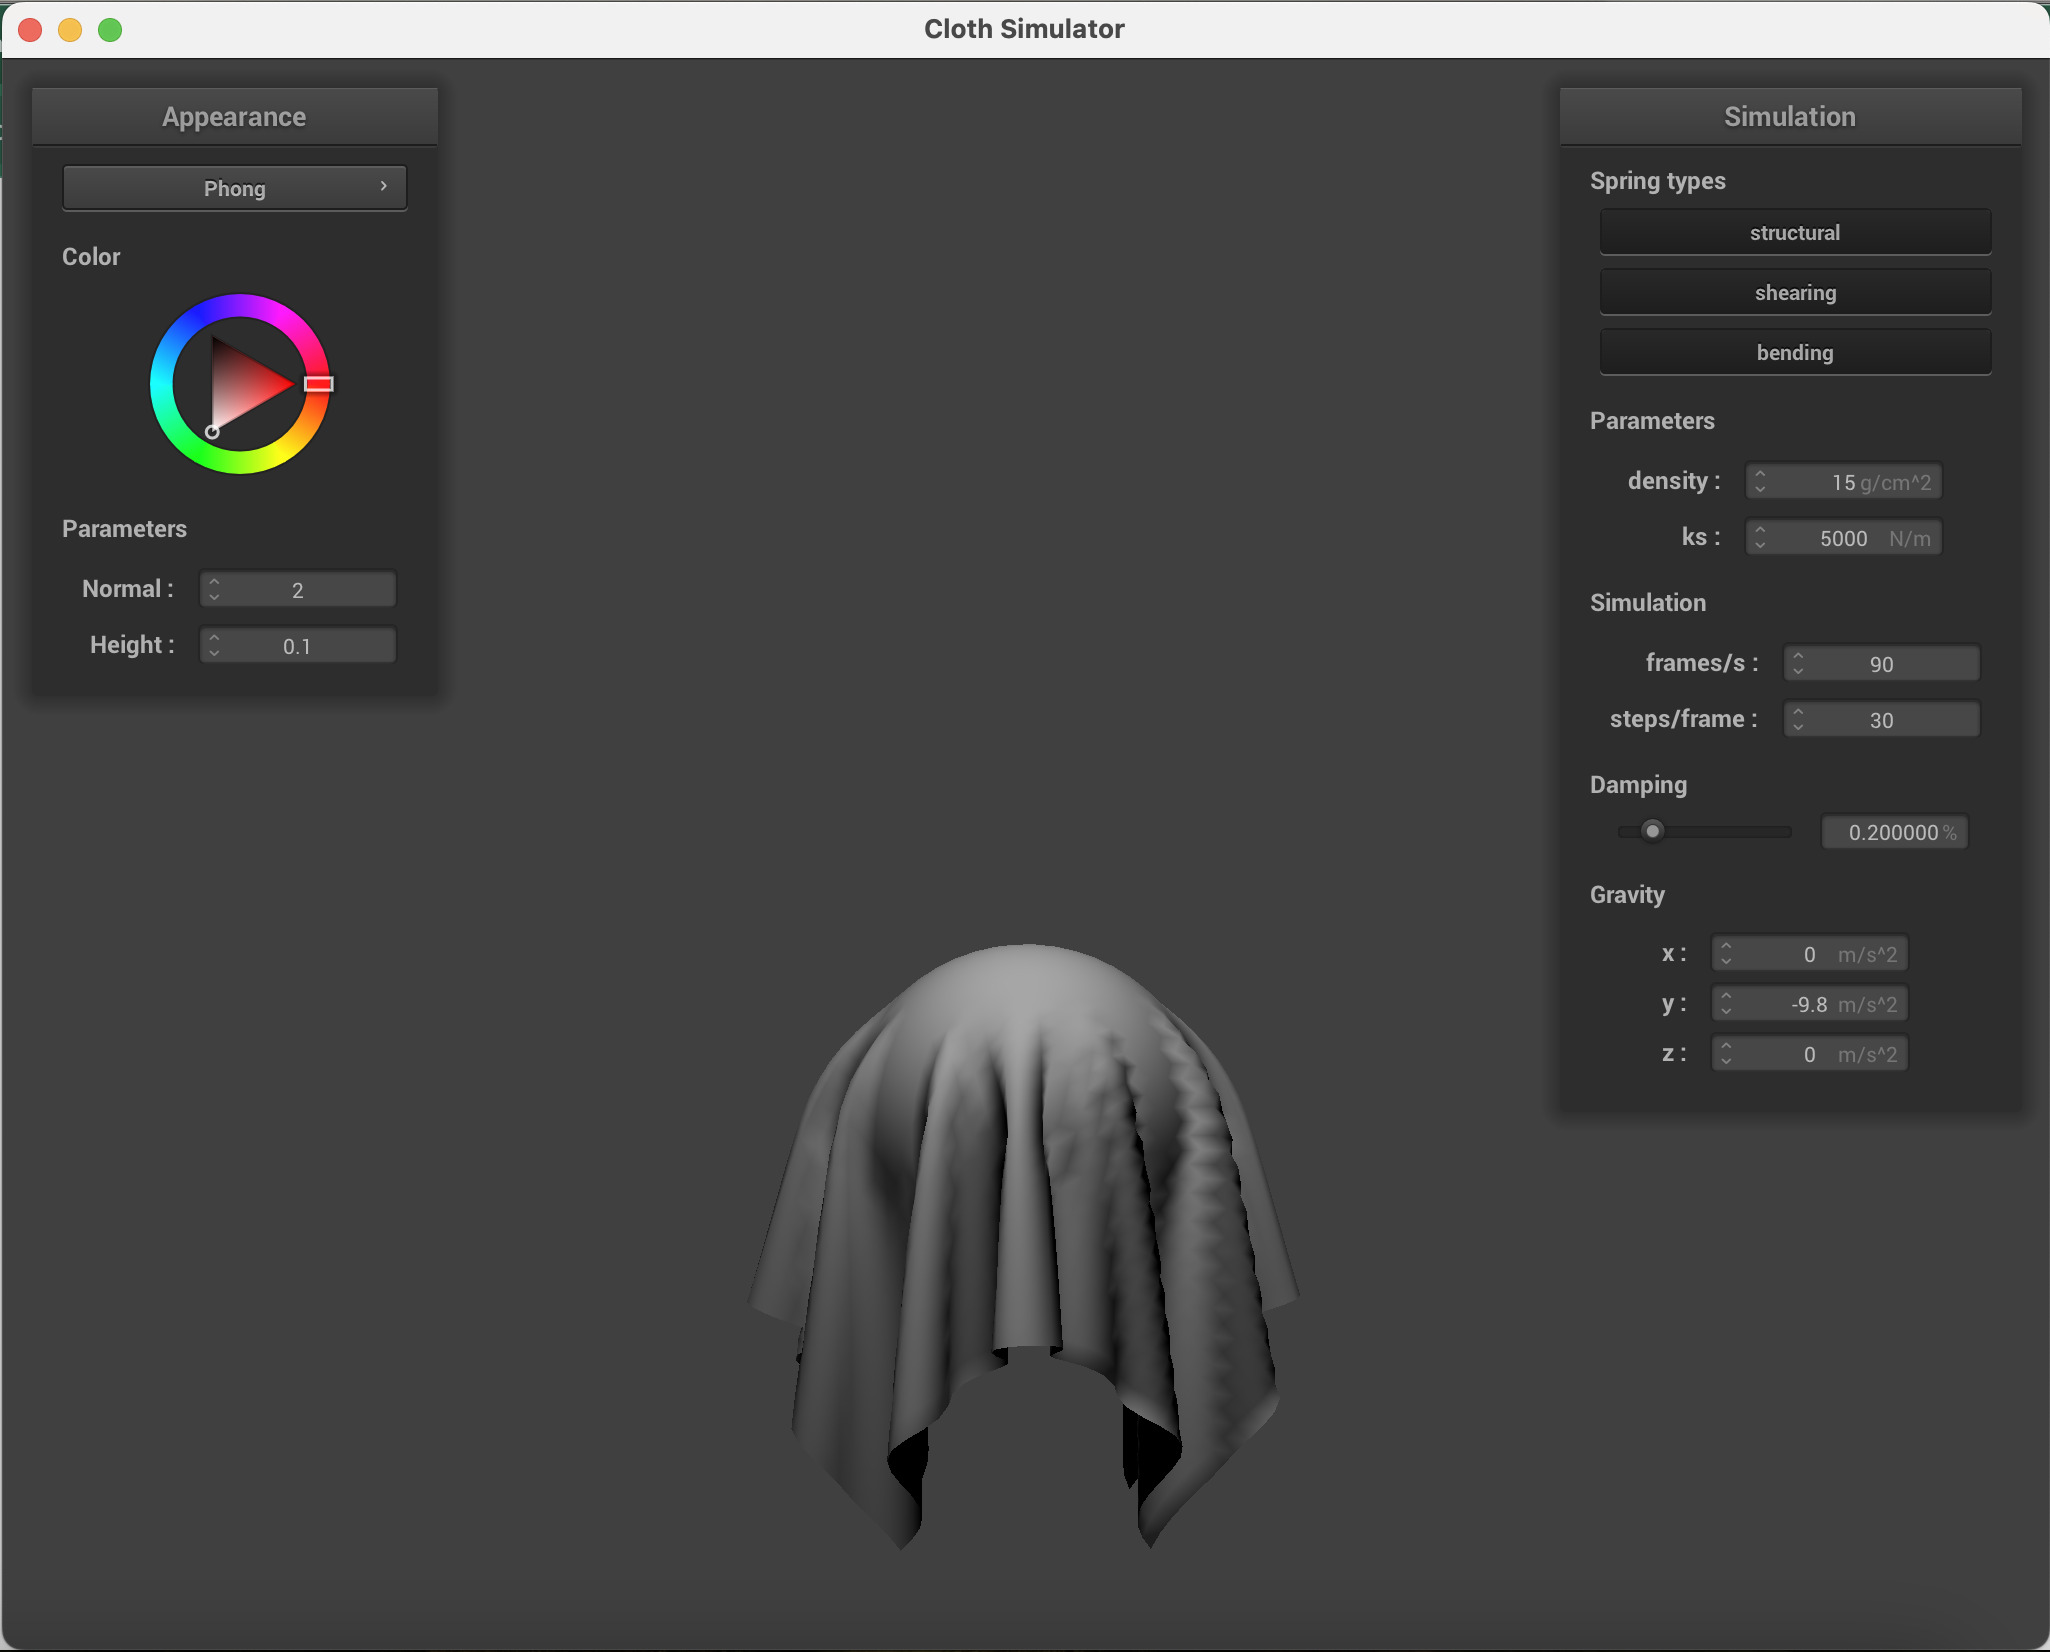 Cloth Simulator
Appearance
Phong
Color
Parameters
Normal : 2
Height : 0.1
Simulation
Spring types
structural
shearing
bending
Parameters
density : 15 g/cm^2
ks : 5000 N/m
Simulation
frames/s : 90
steps/frame : 30
Damping
0.200000 %
Gravity
x : 0 m/s^2
y : -9.8 m/s^2
z : 0 m/s^2